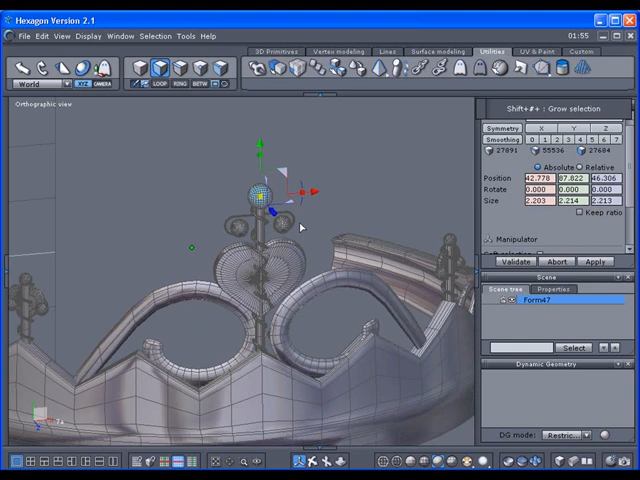 Hexagon Version 2.1
File Edit View Display Window Selection Tools Help
01:55
3D Primitives Vertex modeling Lines Surface modeling Utilities UV & Paint Custom
World
XYZ CAMERA
LOOP RING BETW
Orthographic view
Shift+#+ : Grow selection
Symmetry X Y Z
Smoothing 0 1 2 3 4 5 6 7
27891 55536 27684
Absolute Relative
Position 42.778 87.822 46.306
Rotate 0.000 0.000 0.000
Size 2.203 2.214 2.213
Keep ratio
Manipulator
Soft selection
Validate Abort Apply
Scene
Scene tree Properties
Form47
Select
Dynamic Geometry
DG mode: Restric...